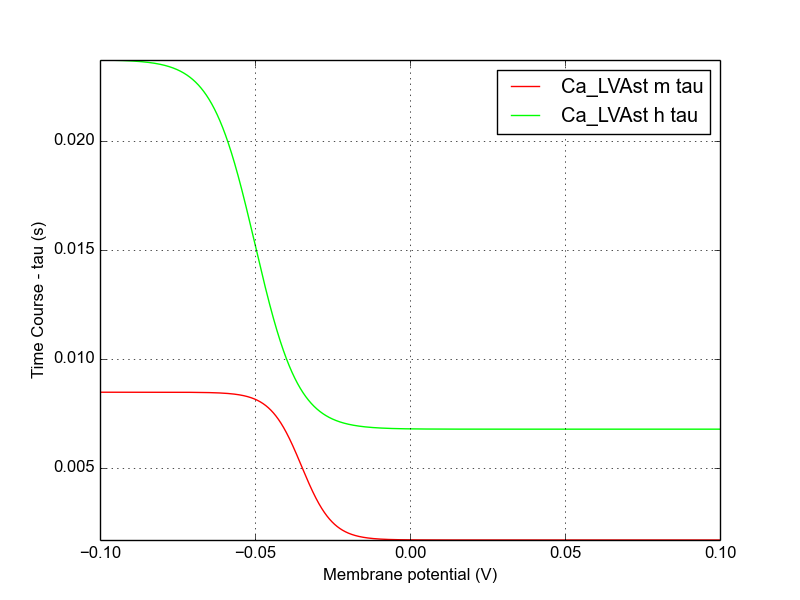 Ca_LVAst m tau
Ca_LVAst h tau
0.020
0.015
0.010
0.005
Time Course - tau (s)
−0.10
−0.05
0.00
0.05
0.10
Membrane potential (V)